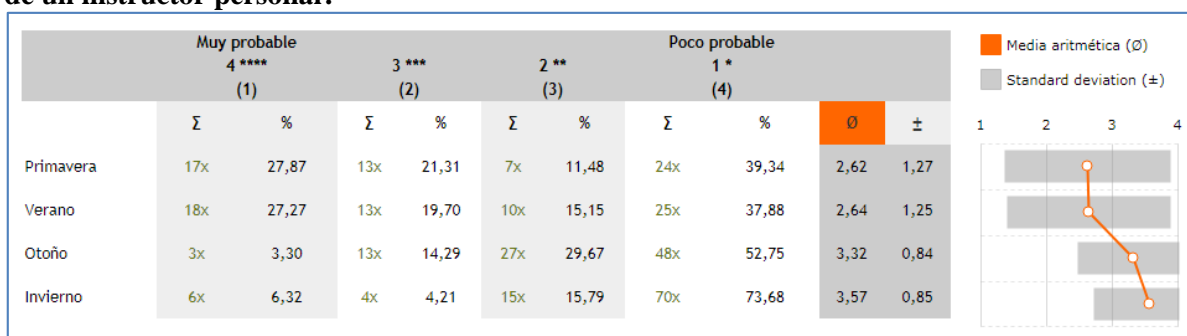 de un instructor personal.
Muy probable Poco probable
4 **** 3 *** 2 ** 1 *
(1) (2) (3) (4)
Σ % Σ % Σ % Σ % Ø ±
Primavera 17x 27,87 13x 21,31 7x 11,48 24x 39,34 2,62 1,27
Verano 18x 27,27 13x 19,70 10x 15,15 25x 37,88 2,64 1,25
Otoño 3x 3,30 13x 14,29 27x 29,67 48x 52,75 3,32 0,84
Invierno 6x 6,32 4x 4,21 15x 15,79 70x 73,68 3,57 0,85
Media aritmética (Ø)
Standard deviation (±)
1 2 3 4